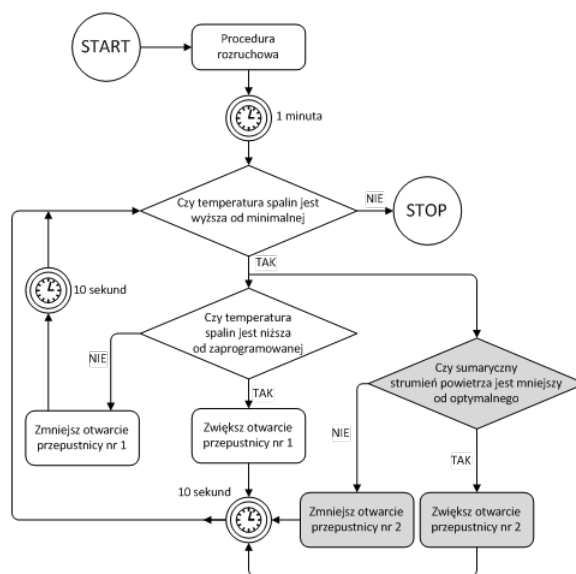 START
Procedura
rozruchowa
1 minuta
Czy temperatura spalin jest
wyższa od minimalnej
NIE
STOP
TAK
10 sekund
Czy temperatura
spalin jest niższa
od zaprogramowanej
NIE
TAK
Czy sumaryczny
strumień powietrza jest mniejszy
od optymalnego
NIE
TAK
Zmniejsz otwarcie
przepustnicy nr 1
Zwiększ otwarcie
przepustnicy nr 1
10 sekund
Zmniejsz otwarcie
przepustnicy nr 2
Zwiększ otwarcie
przepustnicy nr 2